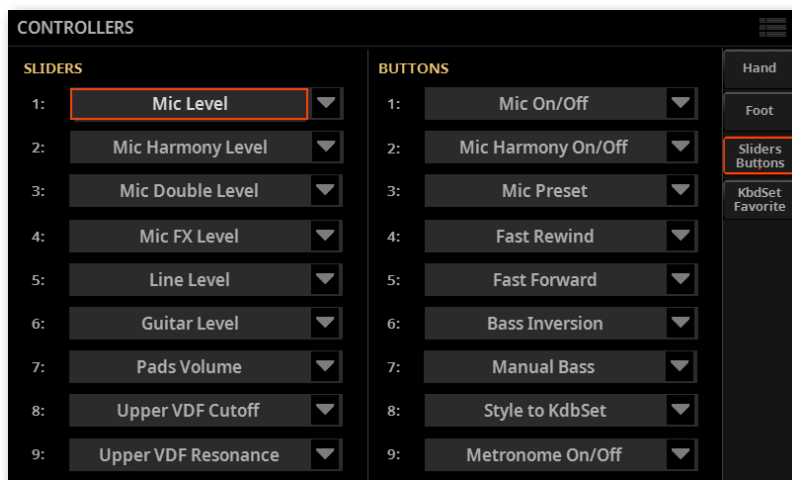 CONTROLLERS
SLIDERS
1: Mic Level
2: Mic Harmony Level
3: Mic Double Level
4: Mic FX Level
5: Line Level
6: Guitar Level
7: Pads Volume
8: Upper VDF Cutoff
9: Upper VDF Resonance
BUTTONS
1: Mic On/Off
2: Mic Harmony On/Off
3: Mic Preset
4: Fast Rewind
5: Fast Forward
6: Bass Inversion
7: Manual Bass
8: Style to KdbSet
9: Metronome On/Off
Hand
Foot
Sliders
Buttons
KbdSet
Favorite